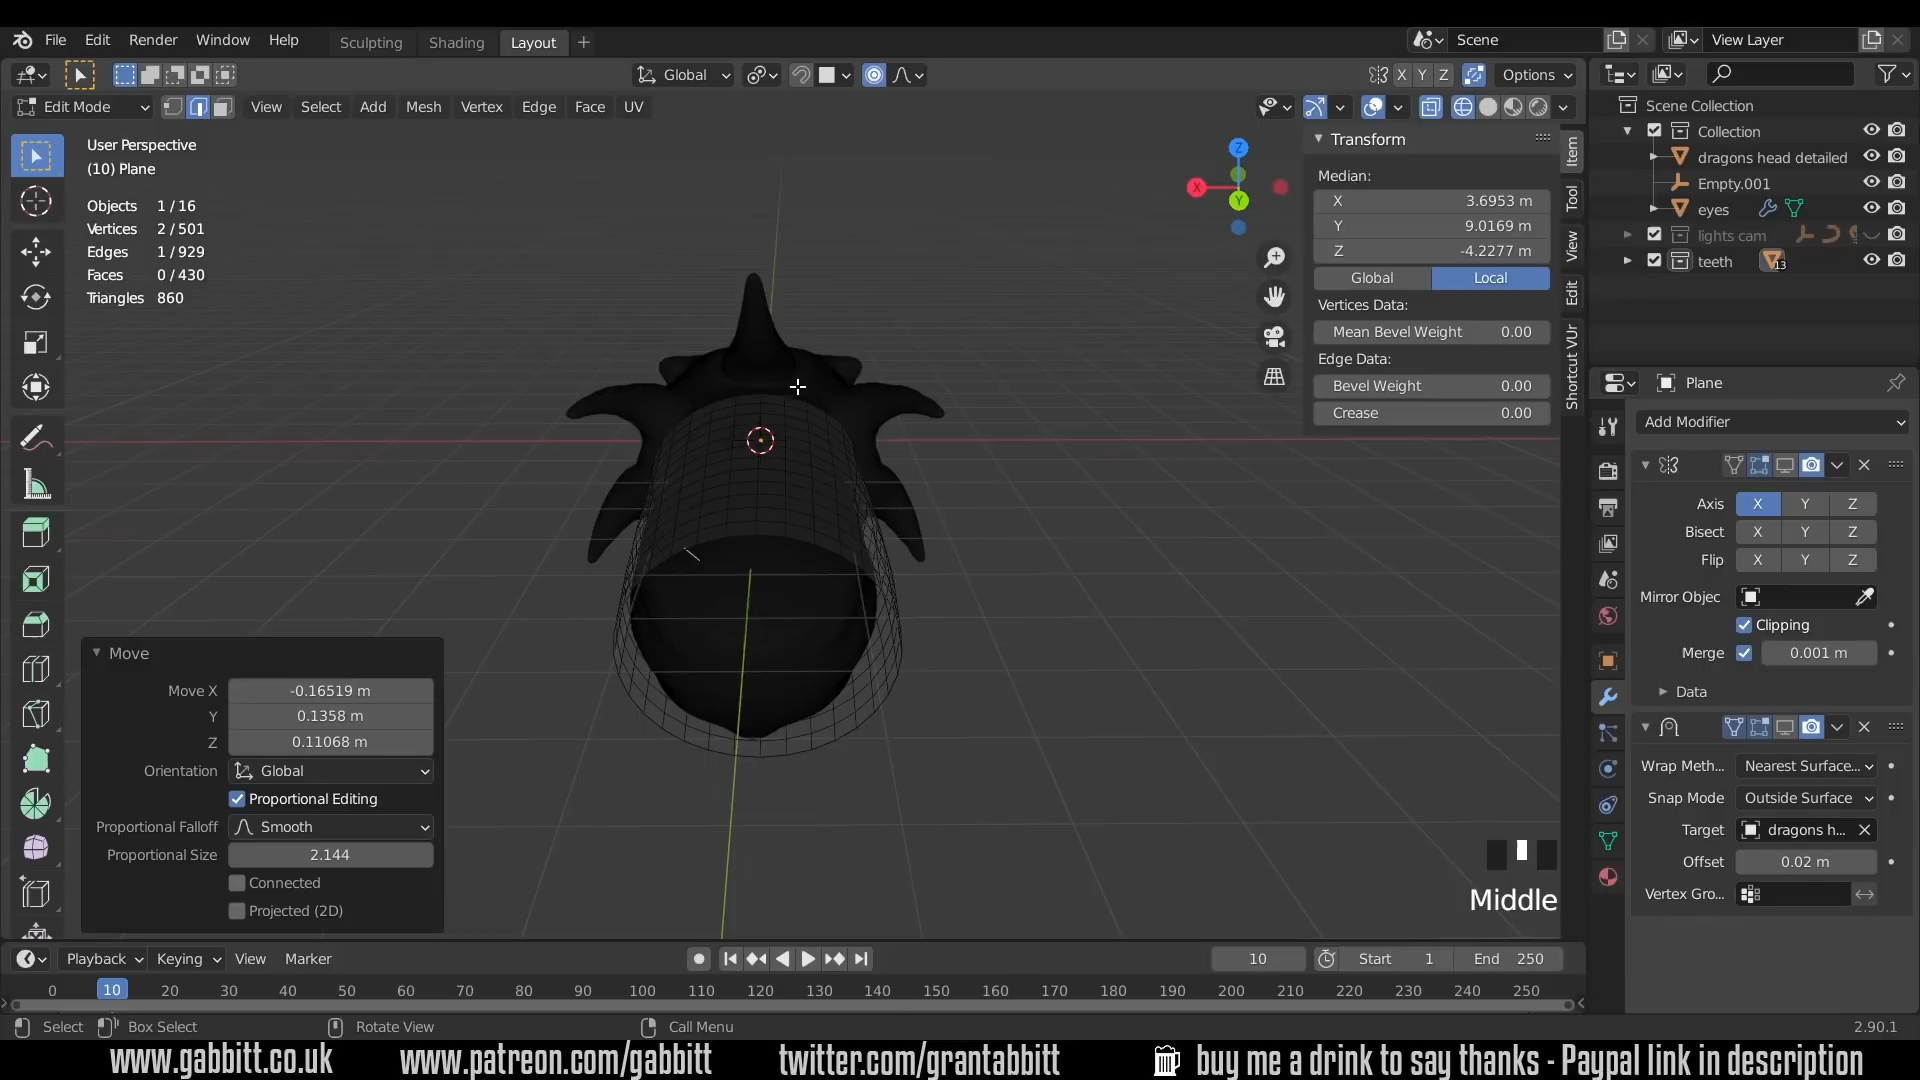 File Edit Render Window Help Sculpting Shading Layout + Scene View Layer
Global X Y Z Options
Edit Mode View Select Add Mesh Vertex Edge Face UV
Scene Collection
User Perspective
(10) Plane
Objects 1 / 16
Vertices 2 / 501
Edges 1 / 929
Faces 0 / 430
Triangles 860
Z
X
Y
Transform
Median:
X 3.6953 m
Y 9.0169 m
Z -4.2277 m
Global Local
Vertices Data:
Mean Bevel Weight 0.00
Edge Data:
Bevel Weight 0.00
Crease 0.00
Item
Tool
View
Edit
Shortcut VUr
Collection
dragons head detailed
Empty.001
eyes
lights cam
teeth 13
Plane
Add Modifier
Axis X Y Z
Bisect X Y Z
Flip X Y Z
Mirror Objec
Clipping
Merge 0.001 m
Data
Wrap Meth... Nearest Surface...
Snap Mode Outside Surface
Target dragons h...
Offset 0.02 m
Vertex Gro...
Move
Move X -0.16519 m
Y 0.1358 m
Z 0.11068 m
Orientation Global
Proportional Editing
Proportional Falloff Smooth
Proportional Size 2.144
Connected
Projected (2D)
Middle
Playback Keying View Marker 10 Start 1 End 250
0 10 20 30 40 50 60 70 80 90 100 110 120 130 140 150 160 170 180 190 200 210 220 230 240 250
Select Box Select Rotate View Call Menu 2.90.1
www.gabbitt.co.uk www.patreon.com/gabbitt twitter.com/grantabbitt buy me a drink to say thanks - Paypal link in description